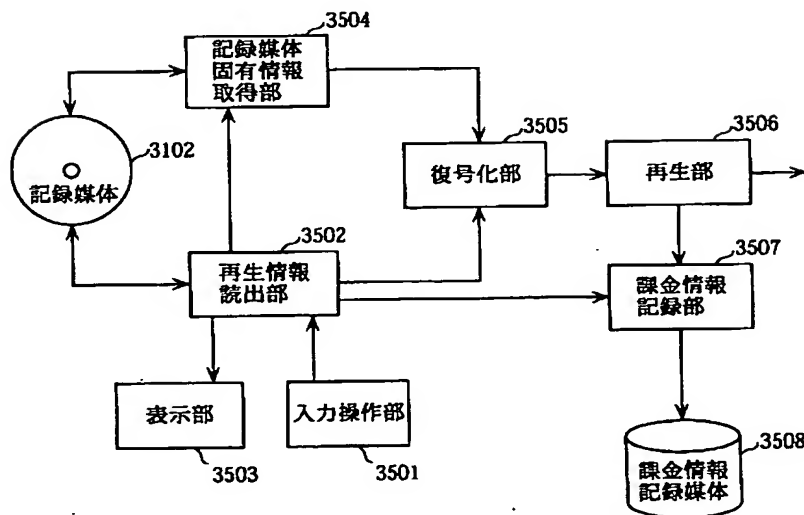 3504
記録媒体
固有情報
取得部
3102
記録媒体
3505
復号化部
3506
再生部
3502
再生情報
読出部
3507
課金情報
記録部
表示部
3503
入力操作部
3501
3508
課金情報
記録媒体